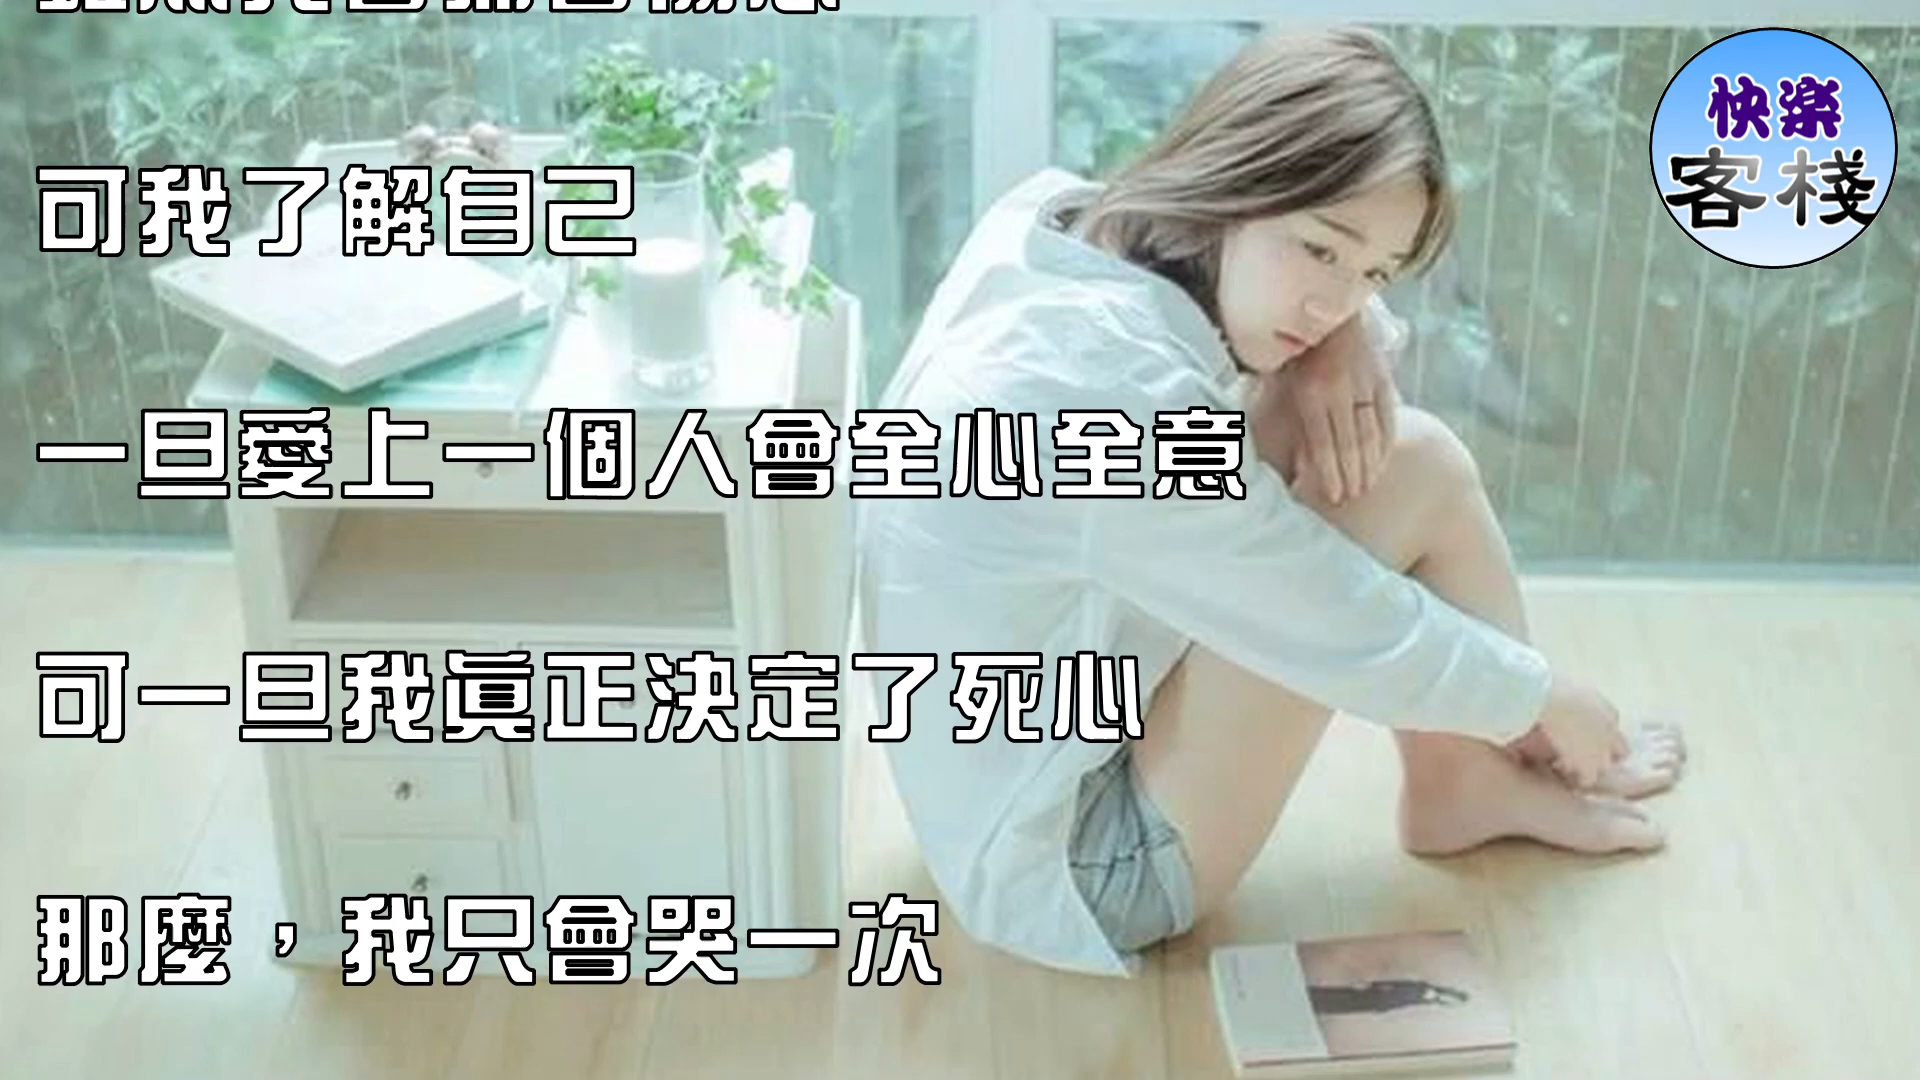 可我了解自己
一旦愛上一個人會全心全意
可一旦我真正決定了死心
那麼，我只會哭一次
快樂
客棧